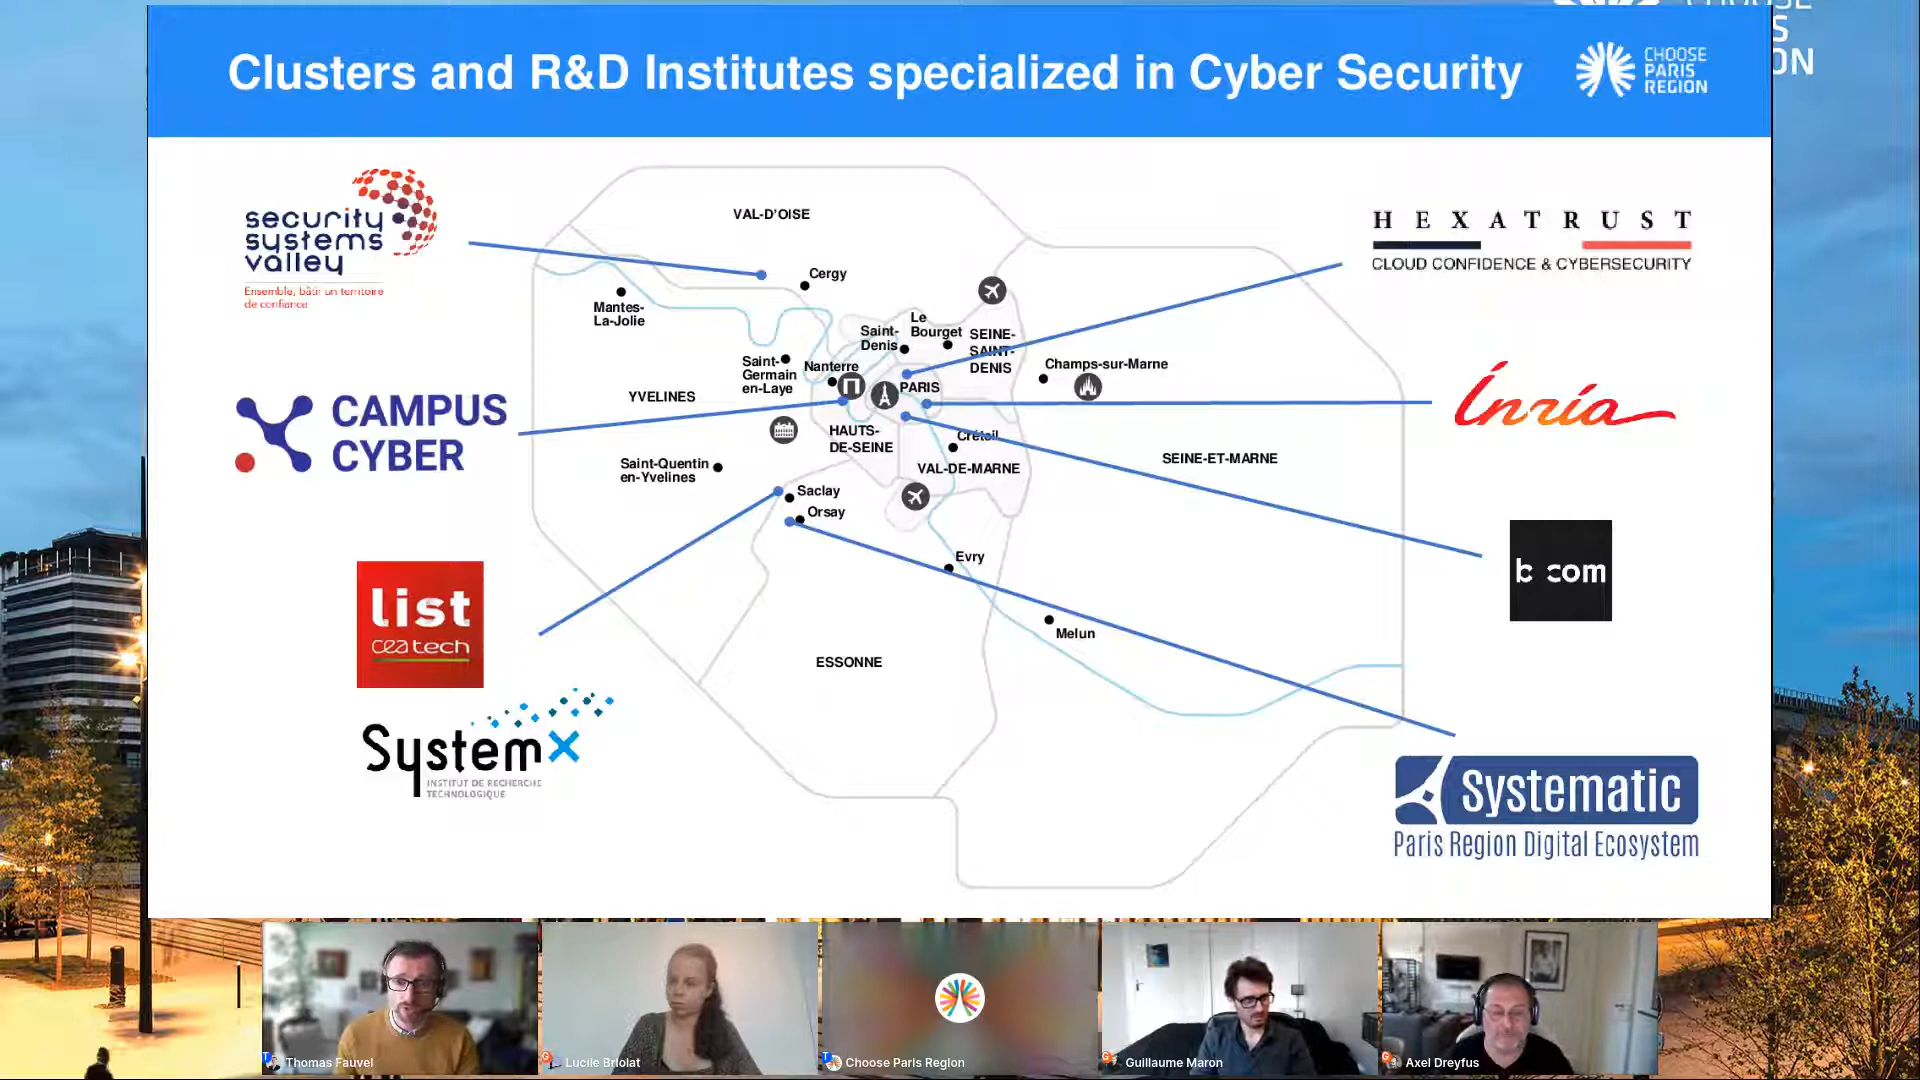 Clusters and R&D Institutes specialized in Cyber Security
CHOOSE
PARIS
REGION
security
systems
valley
Ensemble, bâtir un territoire
de confiance
CAMPUS
CYBER
list
cea tech
SystemX
INSTITUT DE RECHERCHE
TECHNOLOGIQUE
VAL-D'OISE
Cergy
Mantes-
La-Jolie
Saint-
Denis
Le
Bourget
SEINE-
SAINT-
DENIS
Champs-sur-Marne
Saint-
Germain
en-Laye
Nanterre
PARIS
YVELINES
HAUTS-
DE-SEINE
Créteil
VAL-DE-MARNE
SEINE-ET-MARNE
Saint-Quentin
en-Yvelines
Saclay
Orsay
Evry
Melun
ESSONNE
HEXATRUST
CLOUD CONFIDENCE & CYBERSECURITY
Inria
b com
Systematic
Paris Region Digital Ecosystem
Thomas Fauvel
Lucile Briolat
Choose Paris Region
Guillaume Maron
Axel Dreyfus